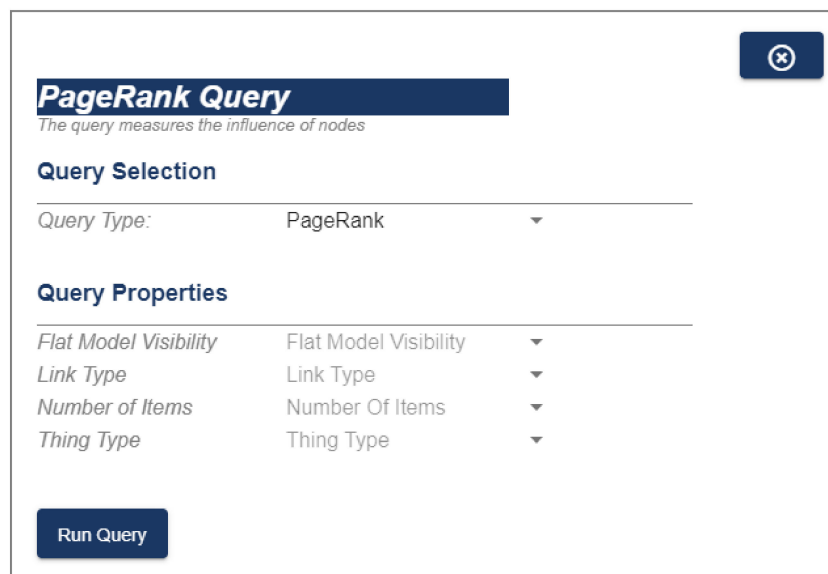 PageRank Query
The query measures the influence of nodes
Query Selection
Query Type: PageRank
Query Properties
Flat Model Visibility Flat Model Visibility
Link Type Link Type
Number of Items Number Of Items
Thing Type Thing Type
Run Query